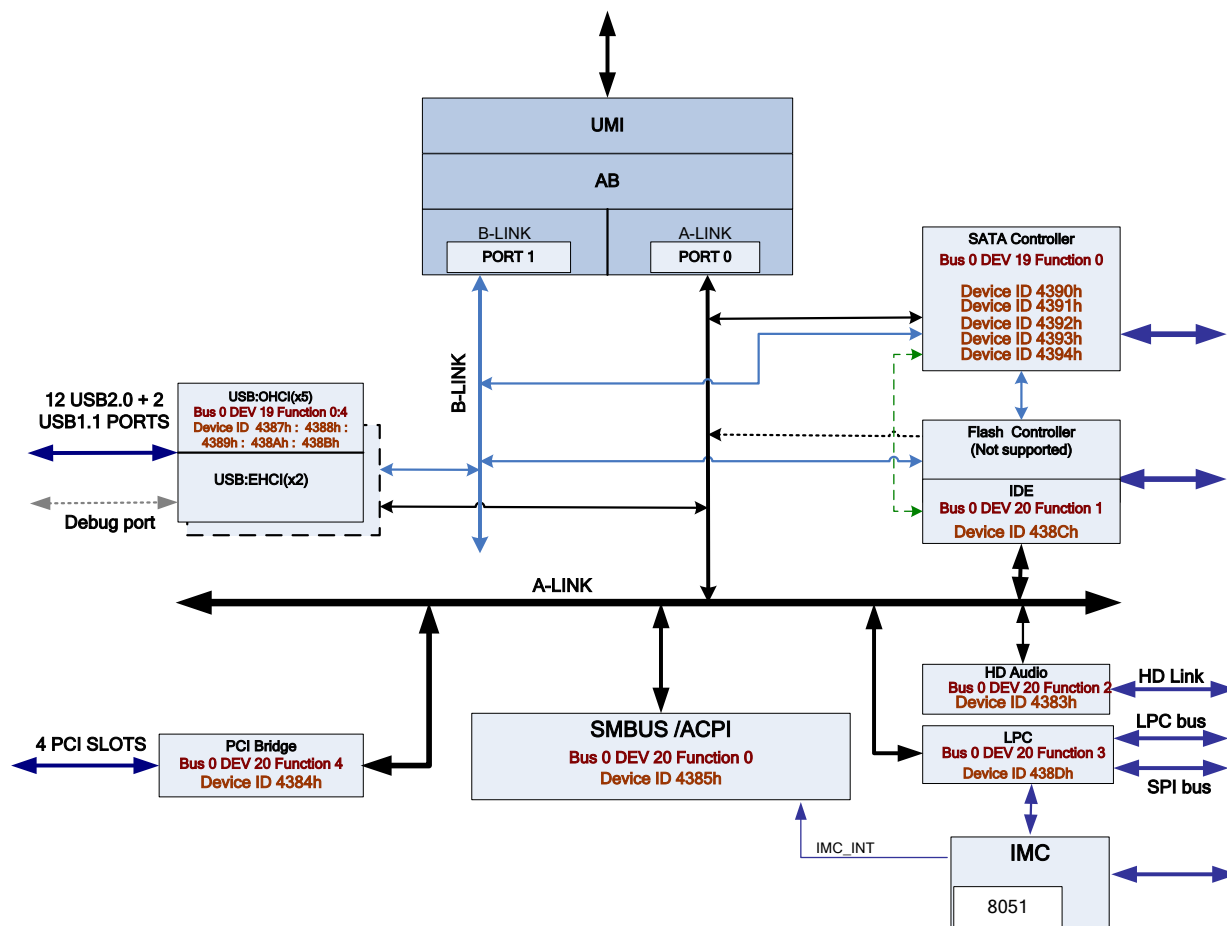 UMI
AB
B-LINK
A-LINK
PORT 1
PORT 0
SATA Controller
Bus 0 DEV 19 Function 0
Device ID 4390h
Device ID 4391h
Device ID 4392h
Device ID 4393h
Device ID 4394h
B-LINK
12 USB2.0 + 2
USB1.1 PORTS
USB:OHCI(x5)
Bus 0 DEV 19 Function 0:4
Device ID 4387h : 4388h :
4389h : 438Ah : 438Bh
USB:EHCI(x2)
Debug port
Flash Controller
(Not supported)
IDE
Bus 0 DEV 20 Function 1
Device ID 438Ch
A-LINK
HD Audio
Bus 0 DEV 20 Function 2
Device ID 4383h
HD Link
SMBUS /ACPI
Bus 0 DEV 20 Function 0
Device ID 4385h
LPC
Bus 0 DEV 20 Function 3
Device ID 438Dh
LPC bus
SPI bus
4 PCI SLOTS
PCI Bridge
Bus 0 DEV 20 Function 4
Device ID 4384h
IMC_INT
IMC
8051